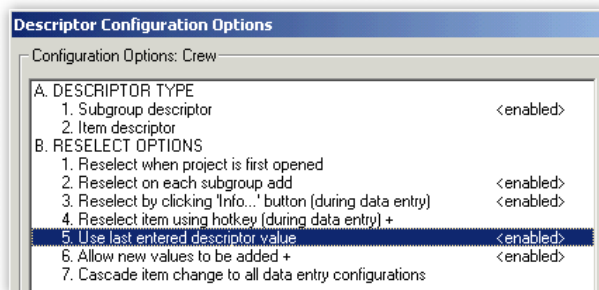 Descriptor Configuration Options
Configuration Options: Crew
A. DESCRIPTOR TYPE
1. Subgroup descriptor <enabled>
2. Item descriptor
B. RESELECT OPTIONS
1. Reselect when project is first opened
2. Reselect on each subgroup add <enabled>
3. Reselect by clicking 'Info...' button (during data entry) <enabled>
4. Reselect item using hotkey (during data entry) +
5. Use last entered descriptor value <enabled>
6. Allow new values to be added + <enabled>
7. Cascade item change to all data entry configurations